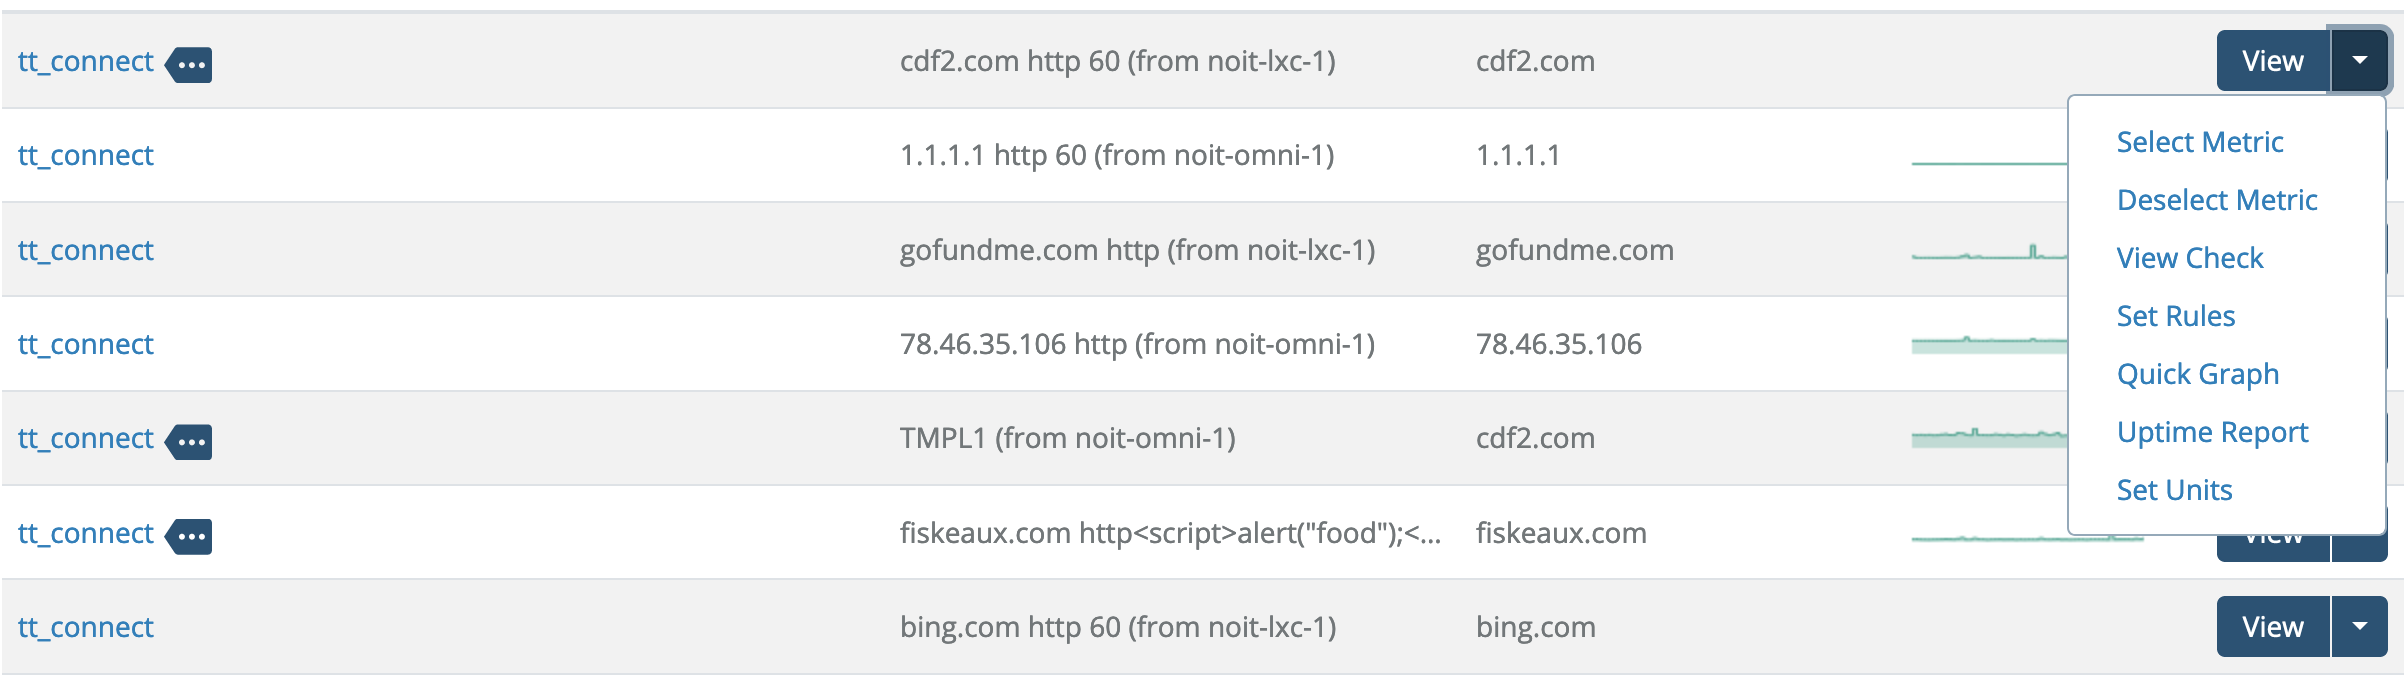 tt_connect ••• cdf2.com http 60 (from noit-lxc-1) cdf2.com View
Select Metric
tt_connect 1.1.1.1 http 60 (from noit-omni-1) 1.1.1.1
Deselect Metric
tt_connect gofundme.com http (from noit-lxc-1) gofundme.com
View Check
Set Rules
tt_connect 78.46.35.106 http (from noit-omni-1) 78.46.35.106
Quick Graph
tt_connect ••• TMPL1 (from noit-omni-1) cdf2.com
Uptime Report
Set Units
tt_connect ••• fiskeaux.com http<script>alert("food");<... fiskeaux.com View
tt_connect bing.com http 60 (from noit-lxc-1) bing.com View